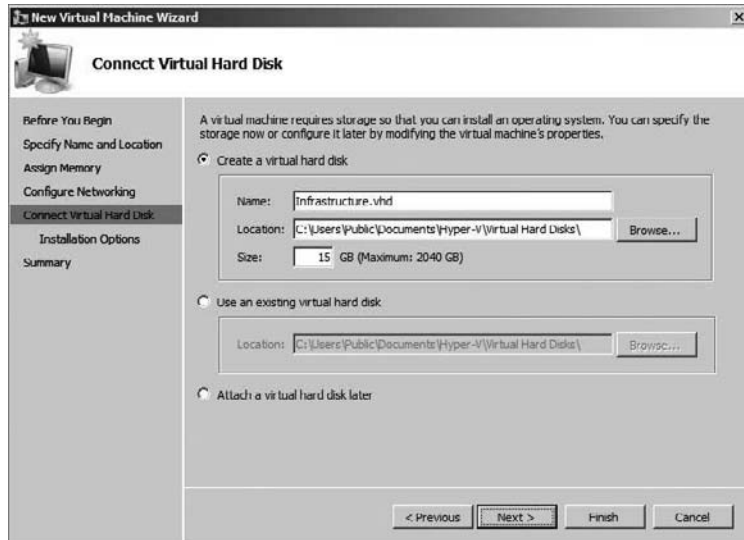 New Virtual Machine Wizard
Connect Virtual Hard Disk
Before You Begin
Specify Name and Location
Assign Memory
Configure Networking
Connect Virtual Hard Disk
Installation Options
Summary
A virtual machine requires storage so that you can install an operating system. You can specify the
storage now or configure it later by modifying the virtual machine's properties.
Create a virtual hard disk
Name: Infrastructure.vhd
Location: C:\Users\Public\Documents\Hyper-V\Virtual Hard Disks\ Browse...
Size: 15 GB (Maximum: 2040 GB)
Use an existing virtual hard disk
Location: C:\Users\Public\Documents\Hyper-V\Virtual Hard Disks\ Browse...
Attach a virtual hard disk later
< Previous Next > Finish Cancel